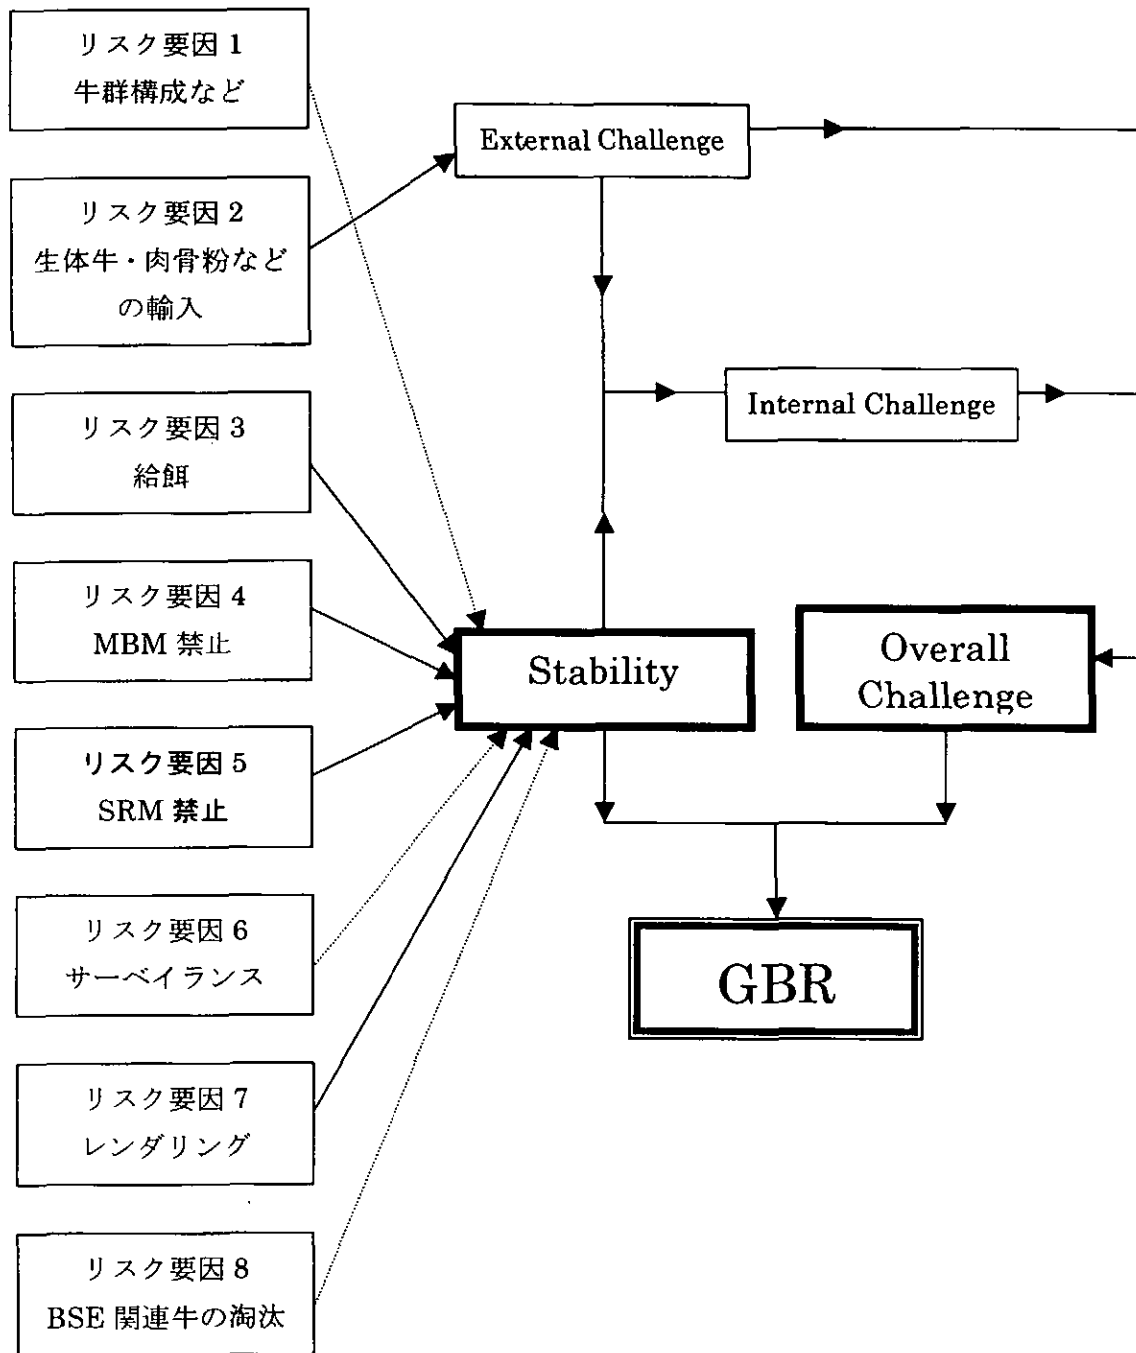 リスク要因 1
牛群構成など
リスク要因 2
生体牛・肉骨粉など
の輸入
リスク要因 3
給餌
リスク要因 4
MBM 禁止
リスク要因 5
SRM 禁止
リスク要因 6
サーベイランス
リスク要因 7
レンダリング
リスク要因 8
BSE 関連牛の淘汰
External Challenge
Internal Challenge
Stability
Overall
Challenge
GBR